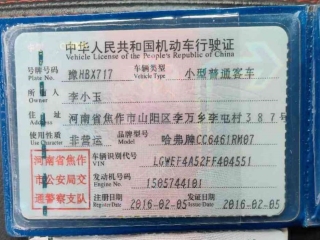 中华人民共和国机动车行驶证
Vehicle License of the People's Republic of China
号牌号码 豫HBX717 车辆类型 小型普通客车
Plate No. Vehicle Type
所有人 李小玉
Owner
住址 河南省焦作市山阳区李万乡李屯村387号
Address
使用性质 非营运 品牌型号 哈弗牌CC6461RM07
Use Character Model
河南省焦作
市公安局交
通警察支队
车辆识别代号 LGWEF4A52FF404551
VIN
发动机号码 1505744101
Engine No.
注册日期 2016-02-05 发证日期 2016-02-05
Register Date Issue Date